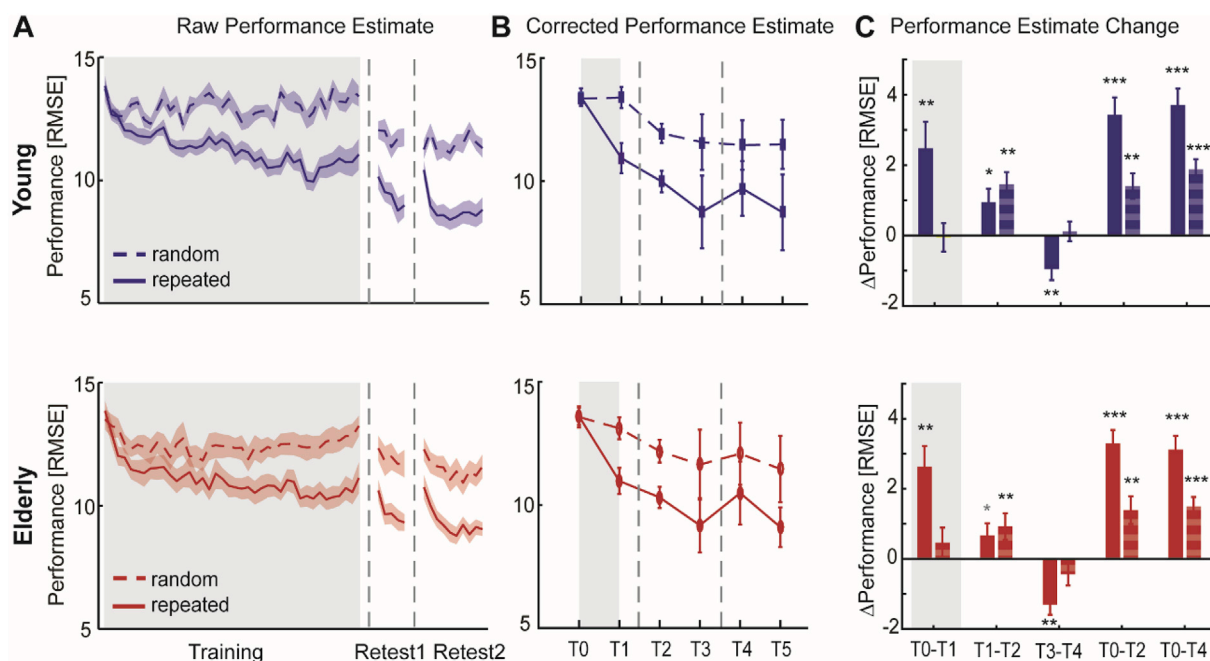 A Raw Performance Estimate
B Corrected Performance Estimate
C Performance Estimate Change
Young
Performance [RMSE]
15
10
5
random
repeated
15
10
5
ΔPerformance [RMSE]
4
2
0
-2
**
* **
**
*** **
*** ***
Elderly
Performance [RMSE]
15
10
5
random
repeated
Training Retest1 Retest2
15
10
5
T0 T1 T2 T3 T4 T5
ΔPerformance [RMSE]
4
2
0
-2
**
* **
**
*** **
*** ***
T0-T1 T1-T2 T3-T4 T0-T2 T0-T4